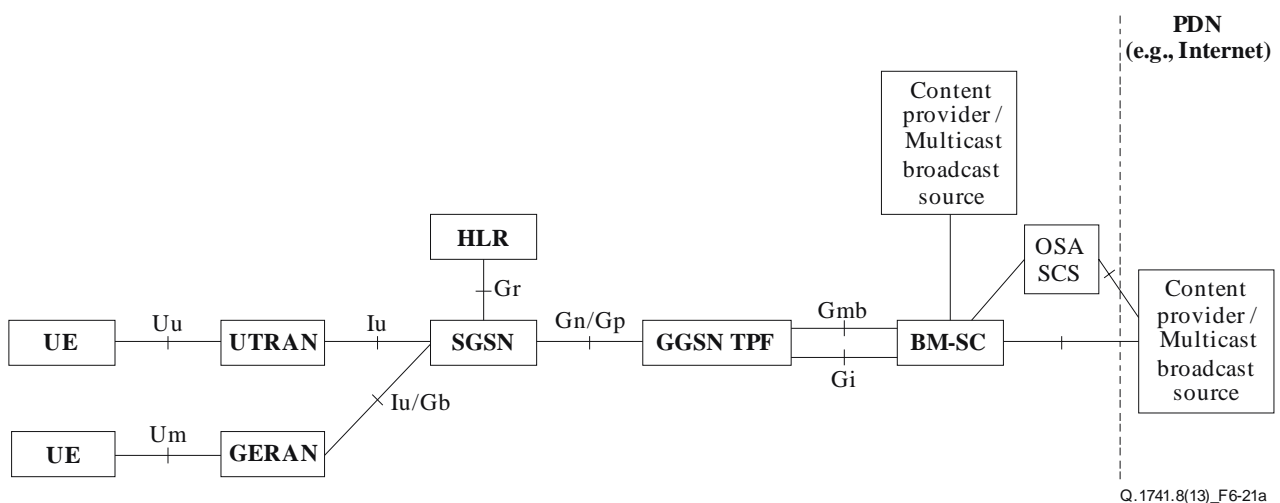 PDN
(e.g., Internet)
Content
provider /
Multicast
broadcast
source
HLR
OSA
SCS
Gr
Content
provider /
Multicast
broadcast
source
Uu
Iu
Gn/Gp
Gmb
UE
UTRAN
SGSN
GGSN TPF
BM-SC
Gi
Iu/Gb
Um
UE
GERAN
Q.1741.8(13)_F6-21a